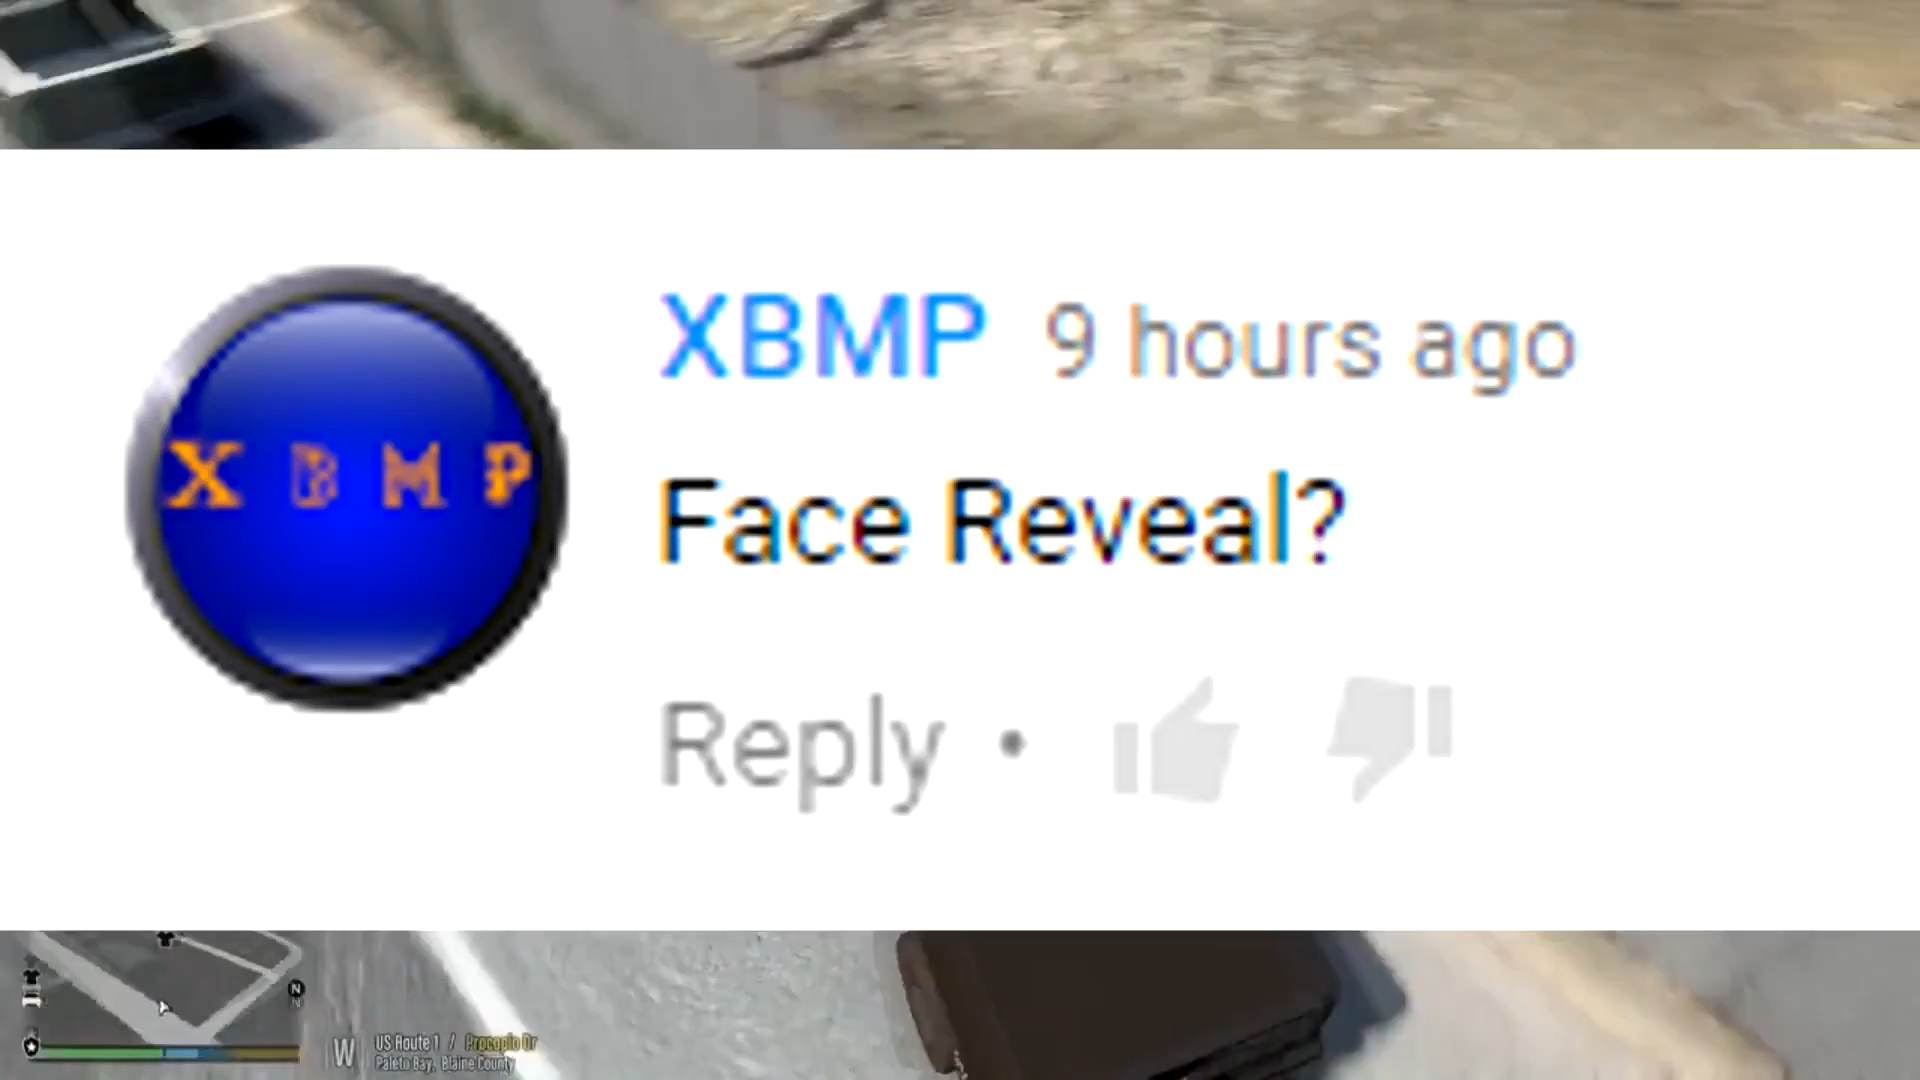 XBMP 9 hours ago
X B M P
Face Reveal?
Reply •
N
N
W
US Route 1 / Procopio Dr
Paleto Bay, Blaine County